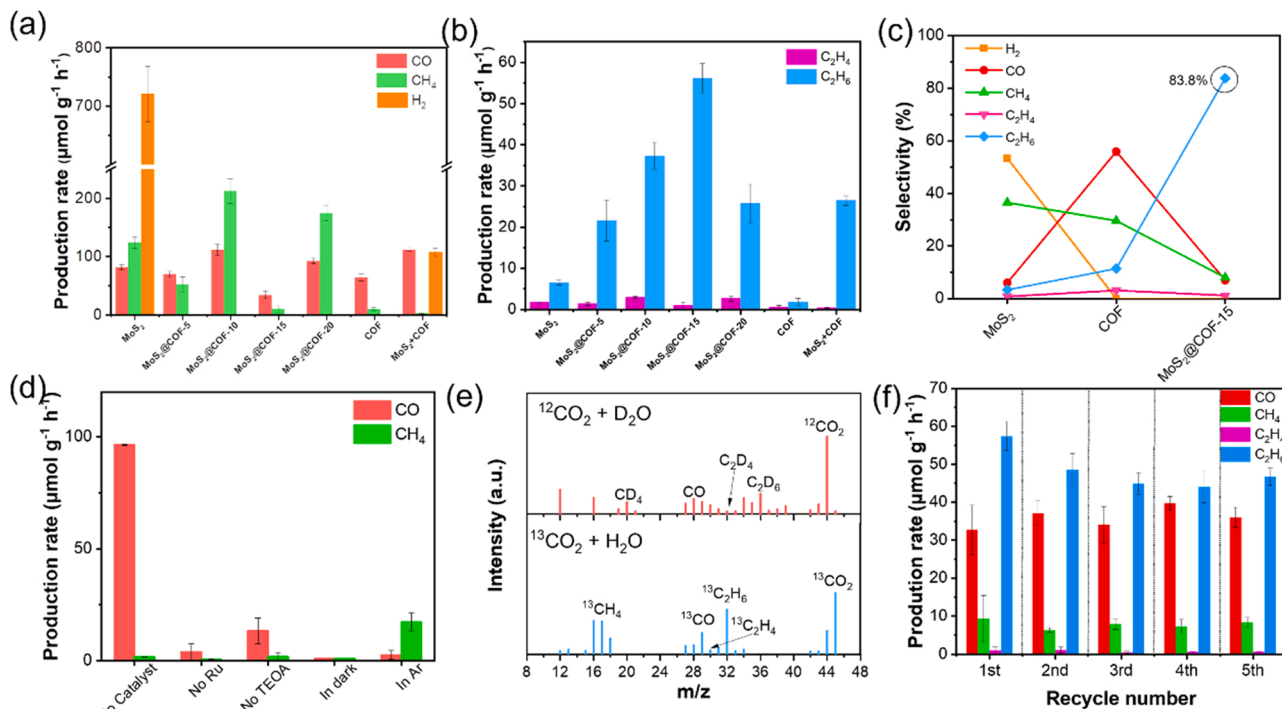 (a)
800
700
200
100
0
Production rate (μmol g⁻¹ h⁻¹)
CO
CH₄
H₂
MoS₂
MoS₂@COF-5
MoS₂@COF-10
MoS₂@COF-15
MoS₂@COF-20
COF
MoS₂+COF
(b)
60
50
40
30
20
10
0
Production rate (μmol g⁻¹ h⁻¹)
C₂H₄
C₂H₆
MoS₂
MoS₂@COF-5
MoS₂@COF-10
MoS₂@COF-15
MoS₂@COF-20
COF
MoS₂+COF
(c)
100
80
60
40
20
0
Selectivity (%)
H₂
CO
CH₄
C₂H₄
C₂H₆
83.8%
MoS₂
COF
MoS₂@COF-15
(d)
100
50
0
Production rate (μmol g⁻¹ h⁻¹)
CO
CH₄
Catalyst
No Ru
No TEOA
In dark
In Ar
(e)
Intensity (a.u.)
¹²CO₂ + D₂O
CD₄
CO
C₂D₄
C₂D₆
¹²CO₂
¹³CO₂ + H₂O
¹³CH₄
¹³CO
¹³C₂H₆
¹³C₂H₄
¹³CO₂
8 12 16 20 24 28 32 36 40 44 48
m/z
(f)
70
60
50
40
30
20
10
0
Prodution rate (μmol g⁻¹ h⁻¹)
CO
CH₄
1st 2nd 3rd 4th 5th
Recycle number